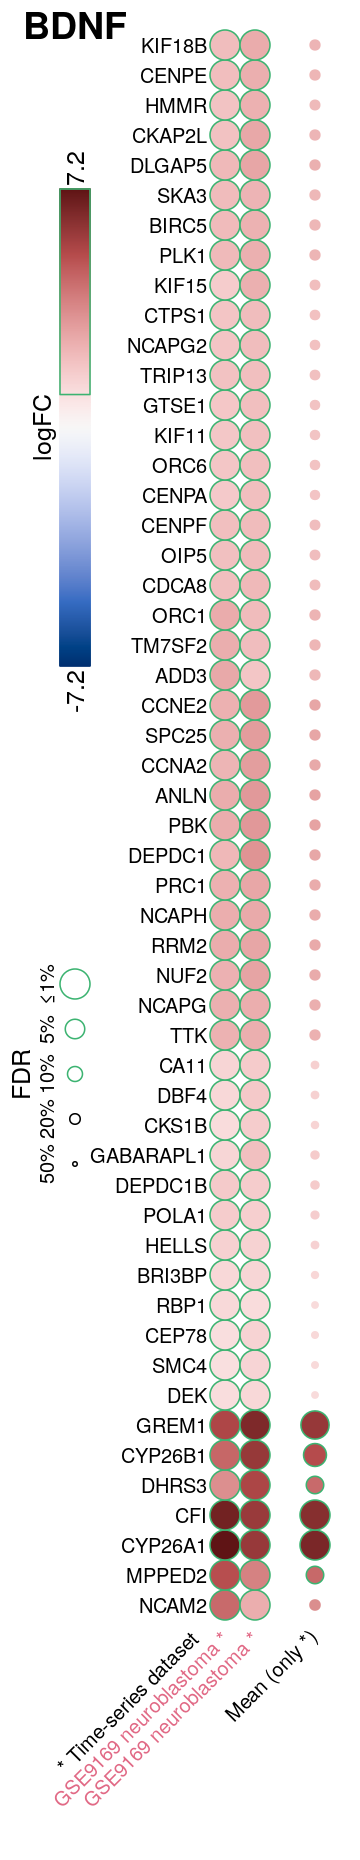 BDNF
7.2
logFC
-7.2
KIF18B
CENPE
HMMR
CKAP2L
DLGAP5
SKA3
BIRC5
PLK1
KIF15
CTPS1
NCAPG2
TRIP13
GTSE1
KIF11
ORC6
CENPA
CENPF
OIP5
CDCA8
ORC1
TM7SF2
ADD3
CCNE2
SPC25
CCNA2
ANLN
PBK
DEPDC1
PRC1
NCAPH
RRM2
NUF2
NCAPG
TTK
CA11
DBF4
CKS1B
GABARAPL1
DEPDC1B
POLA1
HELLS
BRI3BP
RBP1
CEP78
SMC4
DEK
GREM1
CYP26B1
DHRS3
CFI
CYP26A1
MPPED2
NCAM2
FDR
50% 20% 10% 5% ≤1%
* Time-series dataset
GSE9169 neuroblastoma *
GSE9169 neuroblastoma *
Mean (only *)